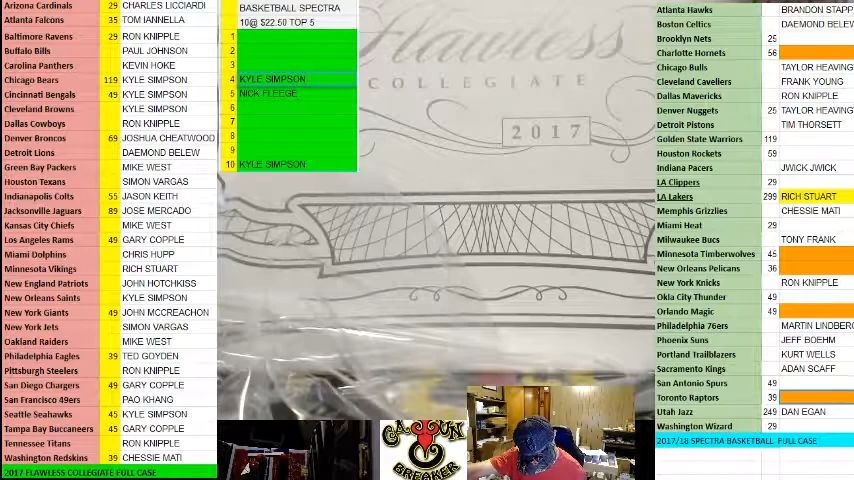 Arizona Cardinals 29 CHARLES LICCIARDI
Atlanta Falcons 35 TOM IANNELLA
Baltimore Ravens 29 RON KNIPPLE
Buffalo Bills PAUL JOHNSON
Carolina Panthers KEVIN HOKE
Chicago Bears 119 KYLE SIMPSON
Cincinnati Bengals 49 KYLE SIMPSON
Cleveland Browns KYLE SIMPSON
Dallas Cowboys RON KNIPPLE
Denver Broncos 69 JOSHUA CHEATWOOD
Detroit Lions DAEMOND BELEW
Green Bay Packers MIKE WEST
Houston Texans SIMON VARGAS
Indianapolis Colts 55 JASON KEITH
Jacksonville Jaguars 89 JOSE MERCADO
Kansas City Chiefs MIKE WEST
Los Angeles Rams 49 GARY COPPLE
Miami Dolphins CHRIS HUPP
Minnesota Vikings RICH STUART
New England Patriots JOHN HOTCHKISS
New Orleans Saints KYLE SIMPSON
New York Giants 49 JOHN MCCREACHON
New York Jets SIMON VARGAS
Oakland Raiders MIKE WEST
Philadelphia Eagles 39 TED GOYDEN
Pittsburgh Steelers RON KNIPPLE
San Diego Chargers 49 GARY COPPLE
San Francisco 49ers PAO KHANG
Seattle Seahawks 45 KYLE SIMPSON
Tampa Bay Buccaneers 45 GARY COPPLE
Tennessee Titans RON KNIPPLE
Washington Redskins 39 CHESSIE MATI
2017 FLAWLESS COLLEGIATE FULL CASE
BASKETBALL SPECTRA
10@ $22.50 TOP 5
1
2
3
4 KYLE SIMPSON
5 NICK FLEEGE
6
7
8
9
10 KYLE SIMPSON
Flawless
COLLEGIATE
2017
CAJUN
BREAKER
Atlanta Hawks BRANDON STAPP
Boston Celtics DAEMOND BELEW
Brooklyn Nets 25
Charlotte Hornets 56
Chicago Bulls TAYLOR HEAVING
Cleveland Caveliers FRANK YOUNG
Dallas Mavericks RON KNIPPLE
Denver Nuggets 25 TAYLOR HEAVING
Detroit Pistons TIM THORSETT
Golden State Warriors 119
Houston Rockets 59
Indiana Pacers JWICK JWICK
LA Clippers 29
LA Lakers 299 RICH STUART
Memphis Grizzlies CHESSIE MATI
Miami Heat 29
Milwaukee Bucs TONY FRANK
Minnesota Timberwolves 45
New Orleans Pelicans 36
New York Knicks RON KNIPPLE
Okla City Thunder 49
Orlando Magic 49
Philadelphia 76ers MARTIN LINDBERG
Phoenix Suns JEFF BOEHM
Portland Trailblazers KURT WELLS
Sacramento Kings ADAN SCAFF
San Antonio Spurs 49
Toronto Raptors 39
Utah Jazz 249 DAN EGAN
Washington Wizard 29
2017/18 SPECTRA BASKETBALL FULL CASE